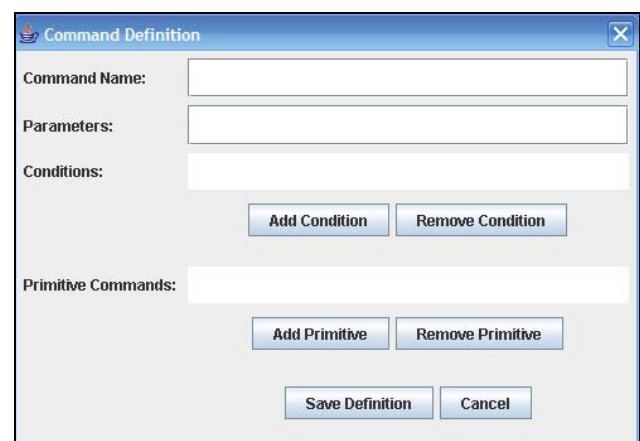 Command Definition
Command Name:
Parameters:
Conditions:
Add Condition Remove Condition
Primitive Commands:
Add Primitive Remove Primitive
Save Definition Cancel